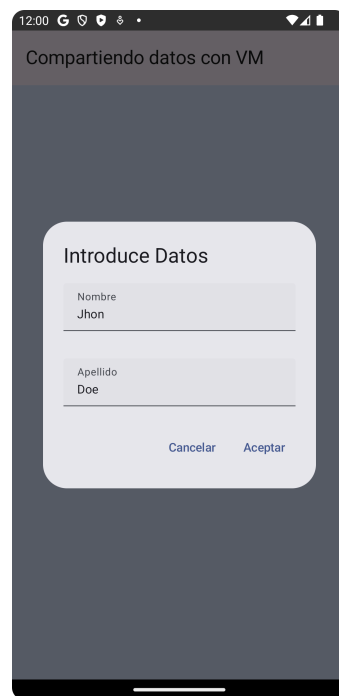 12:00 G
Compartiendo datos con VM
Introduce Datos
Nombre
Jhon
Apellido
Doe
Cancelar Aceptar